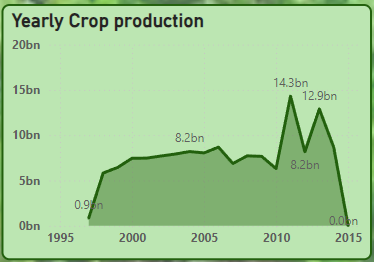 Yearly Crop production
20bn
15bn
14.3bn
12.9bn
10bn
8.2bn
8.2bn
5bn
0.9bn
0.0bn
0bn
1995 2000 2005 2010 2015